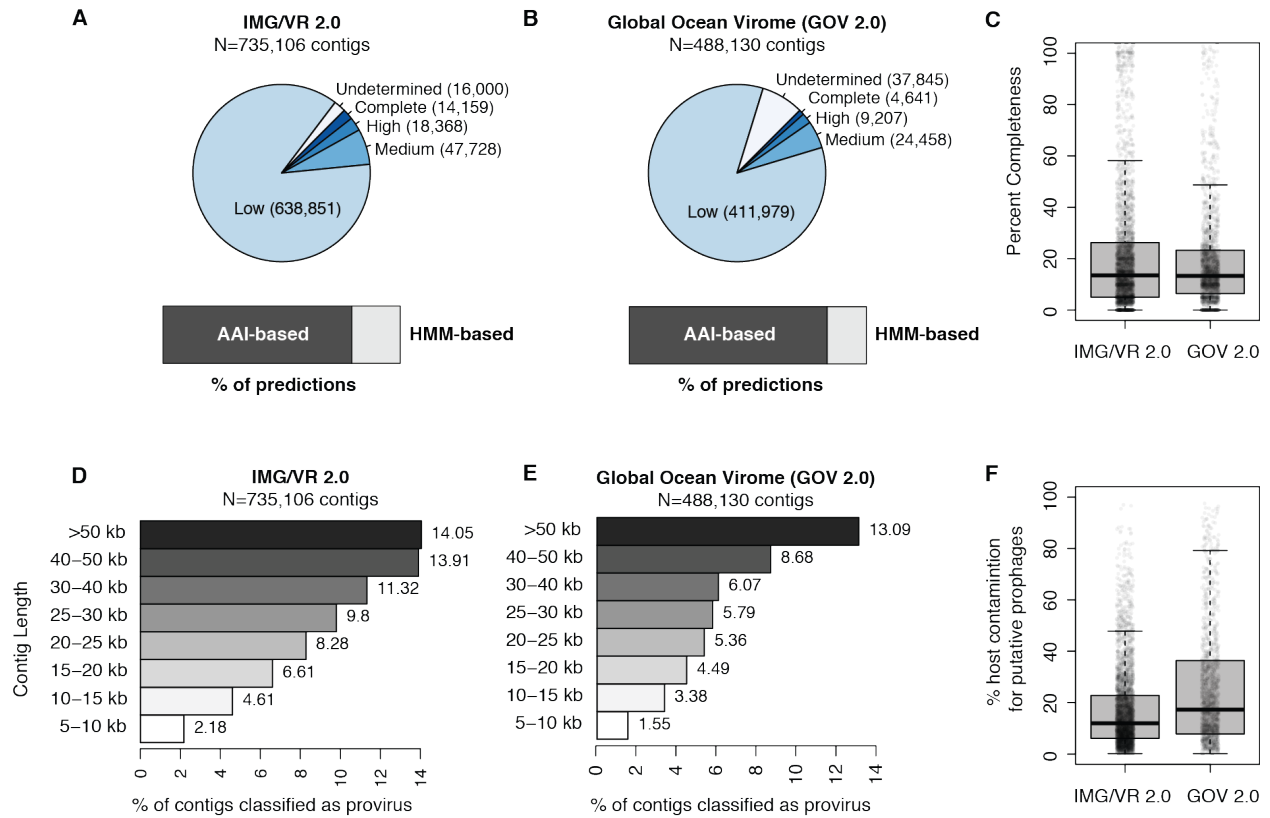 A
IMG/VR 2.0
N=735,106 contigs
Undetermined (16,000)
Complete (14,159)
High (18,368)
Medium (47,728)
Low (638,851)
AAI-based
HMM-based
% of predictions
B
Global Ocean Virome (GOV 2.0)
N=488,130 contigs
Undetermined (37,845)
Complete (4,641)
High (9,207)
Medium (24,458)
Low (411,979)
AAI-based
HMM-based
% of predictions
C
Percent Completeness
100
80
60
40
20
0
IMG/VR 2.0 GOV 2.0
D
IMG/VR 2.0
N=735,106 contigs
Contig Length
>50 kb 14.05
40–50 kb 13.91
30–40 kb 11.32
25–30 kb 9.8
20–25 kb 8.28
15–20 kb 6.61
10–15 kb 4.61
5–10 kb 2.18
0 2 4 6 8 10 12 14
% of contigs classified as provirus
E
Global Ocean Virome (GOV 2.0)
N=488,130 contigs
>50 kb 13.09
40–50 kb 8.68
30–40 kb 6.07
25–30 kb 5.79
20–25 kb 5.36
15–20 kb 4.49
10–15 kb 3.38
5–10 kb 1.55
0 2 4 6 8 10 12 14
% of contigs classified as provirus
F
% host contamintion
for putative prophages
100
80
60
40
20
0
IMG/VR 2.0 GOV 2.0